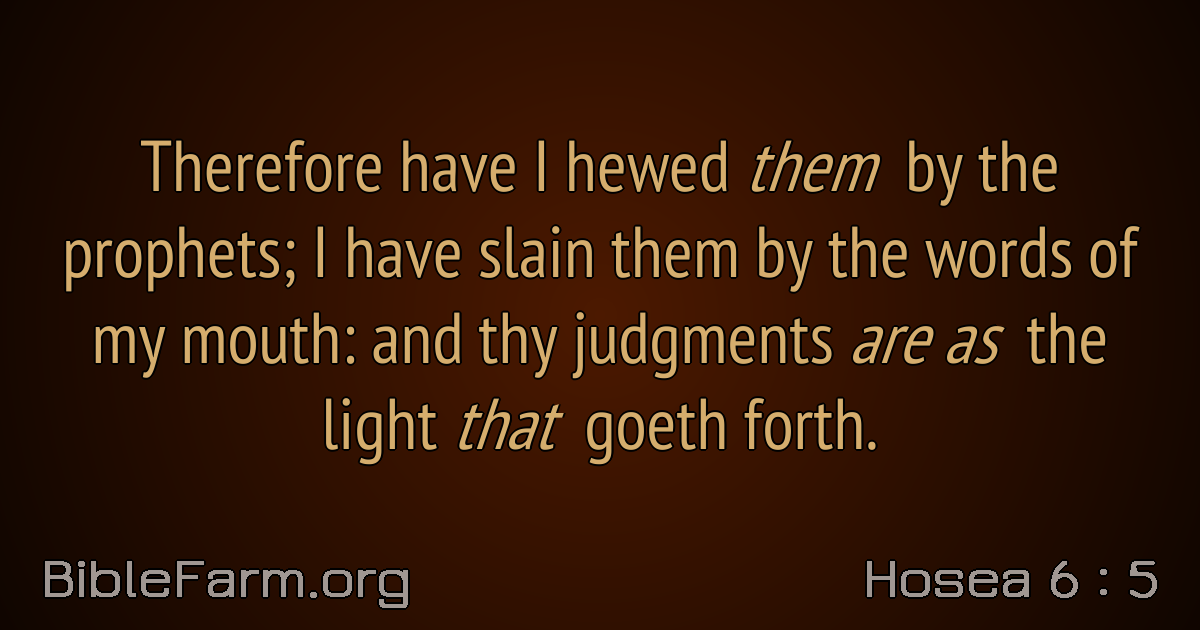 Therefore have I hewed them by the
prophets; I have slain them by the words of
my mouth: and thy judgments are as the
light that goeth forth.
BibleFarm.org
Hosea 6 : 5